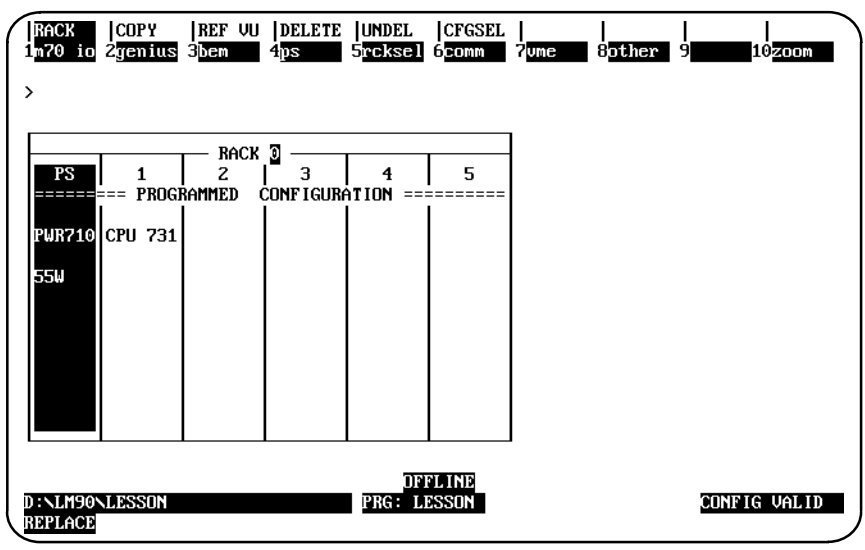 RACK |COPY |REF VU |DELETE |UNDEL |CFGSEL | | | |
1m70 io 2genius 3bem 4ps 5rcksel 6comm 7vme 8other 9 10zoom
>
RACK 0
PS 1 2 3 4 5
========= PROGRAMMED CONFIGURATION ==========
PWR710 CPU 731
55W
OFFLINE
D:\LM90\LESSON PRG: LESSON CONFIG VALID
REPLACE